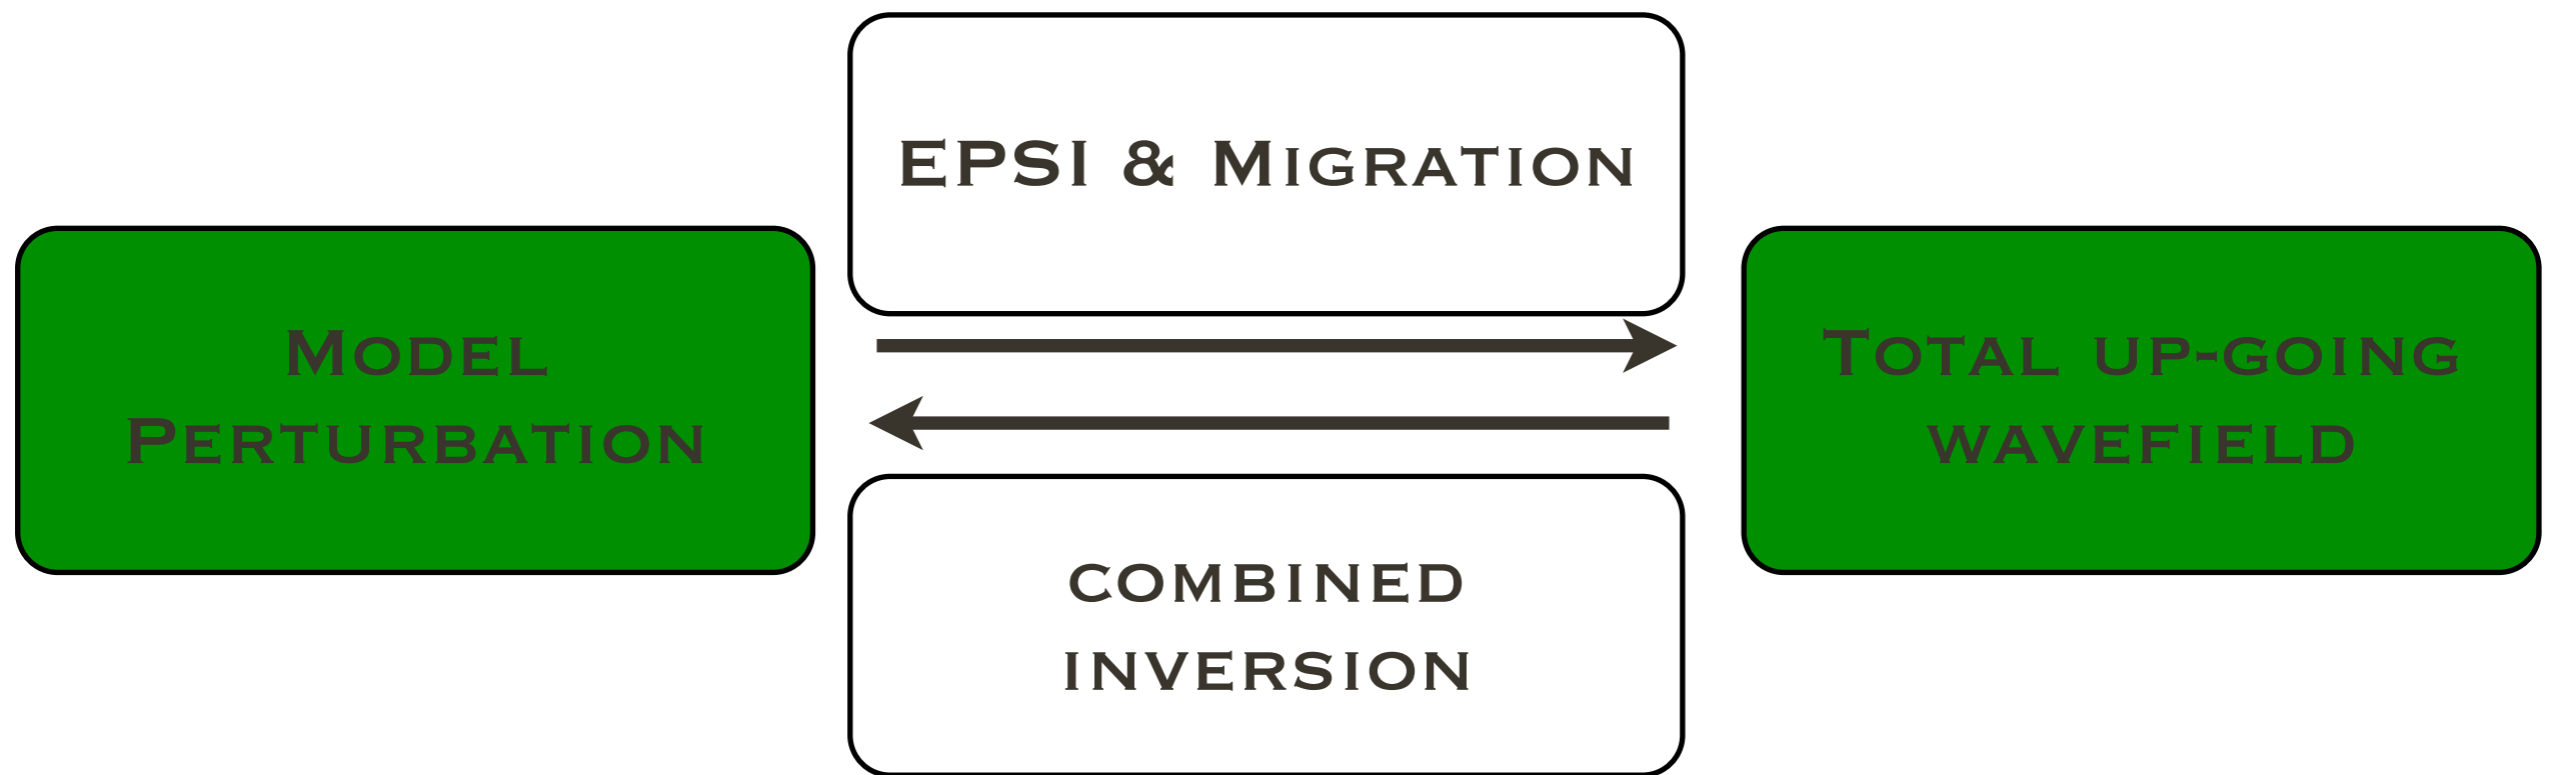 EPSI & Migration
Model
Perturbation
Total up-going
wavefield
combined
inversion